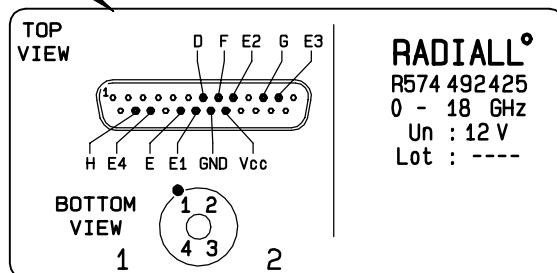 TOP
VIEW
D F E2 G E3
1
H E4 E E1 GND Vcc
BOTTOM
VIEW
1 2
4 3
1 2
RADIALL°
R574 492425
0 - 18 GHz
Un : 12 V
Lot : ----